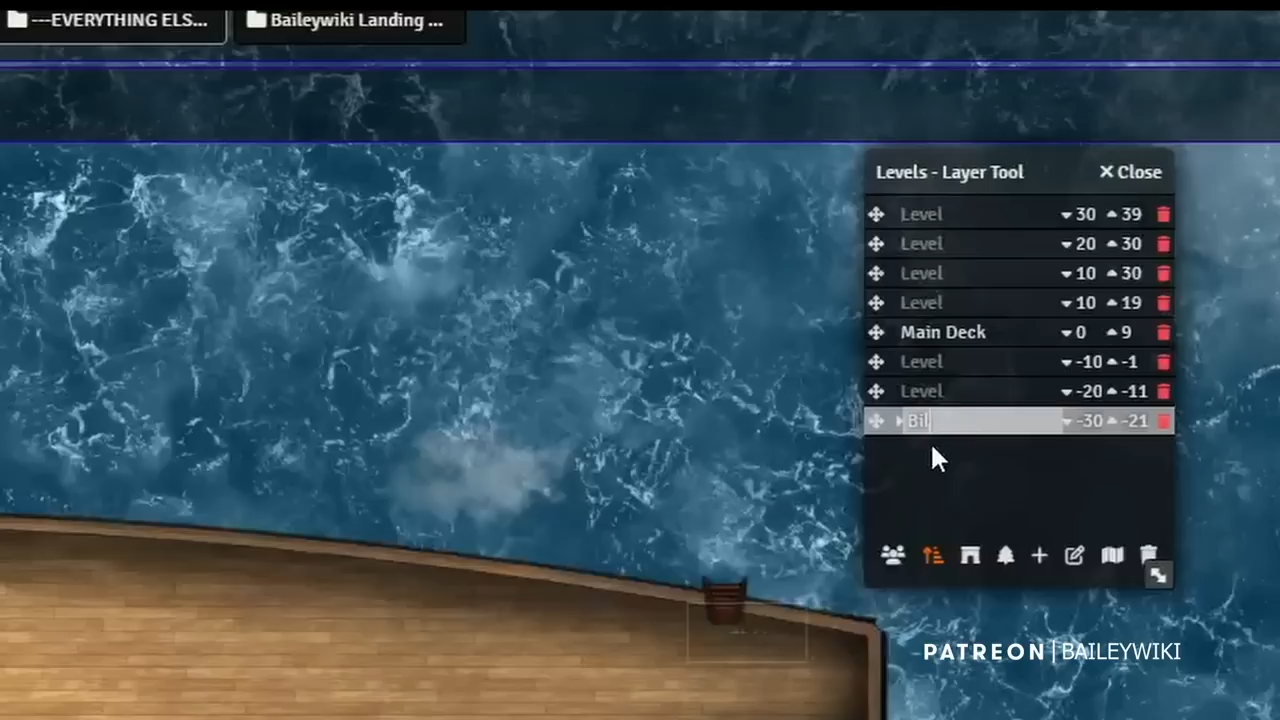 ---EVERYTHING ELS...
Baileywiki Landing ...
Levels - Layer Tool
Close
Level 30 39
Level 20 30
Level 10 30
Level 10 19
Main Deck 0 9
Level -10 -1
Level -20 -11
Bil -30 -21
PATREON | BAILEYWIKI